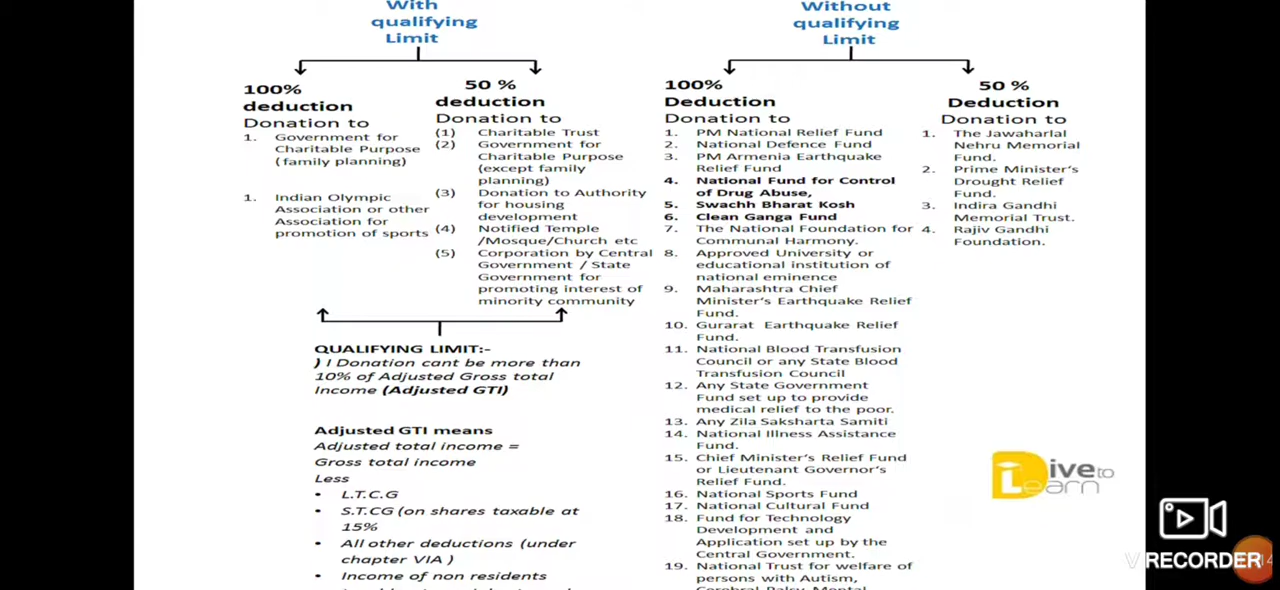 With
qualifying
Limit
100%
deduction
Donation to
1. Government for
Charitable Purpose
(family planning)
1. Indian Olympic
Association or other
Association for
promotion of sports
50 %
deduction
Donation to
(1) Charitable Trust
(2) Government for
Charitable Purpose
(except family
planning)
(3) Donation to Authority
for housing
development
(4) Notified Temple
/Mosque/Church etc
(5) Corporation by Central
Government / State
Government for
promoting interest of
minority community
QUALIFYING LIMIT:-
) I Donation cant be more than
10% of Adjusted Gross total
Income (Adjusted GTI)
Adjusted GTI means
Adjusted total income =
Gross total income
Less
• L.T.C.G
• S.TCG (on shares taxable at
15%
• All other deductions (under
chapter VIA )
• Income of non residents
Without
qualifying
Limit
100%
Deduction
Donation to
1. PM National Relief Fund
2. National Defence Fund
3. PM Armenia Earthquake
Relief Fund
4. National Fund for Control
of Drug Abuse,
5. Swachh Bharat Kosh
6. Clean Ganga Fund
7. The National Foundation for
Communal Harmony.
8. Approved University or
educational institution of
national eminence
9. Maharashtra Chief
Minister's Earthquake Relief
Fund.
10. Gurarat Earthquake Relief
Fund.
11. National Blood Transfusion
Council or any State Blood
Transfusion Council
12. Any State Government
Fund set up to provide
medical relief to the poor.
13. Any Zila Saksharta Samiti
14. National Illness Assistance
Fund.
15. Chief Minister's Relief Fund
or Lieutenant Governor's
Relief Fund.
16. National Sports Fund
17. National Cultural Fund
18. Fund for Technology
Development and
Application set up by the
Central Government.
19. National Trust for welfare of
persons with Autism,
Cerebral Palsy, Mental
50 %
Deduction
Donation to
1. The Jawaharlal
Nehru Memorial
Fund.
2. Prime Minister's
Drought Relief
Fund.
3. Indira Gandhi
Memorial Trust.
4. Rajiv Gandhi
Foundation.
Dive to
Learn
V RECORDER